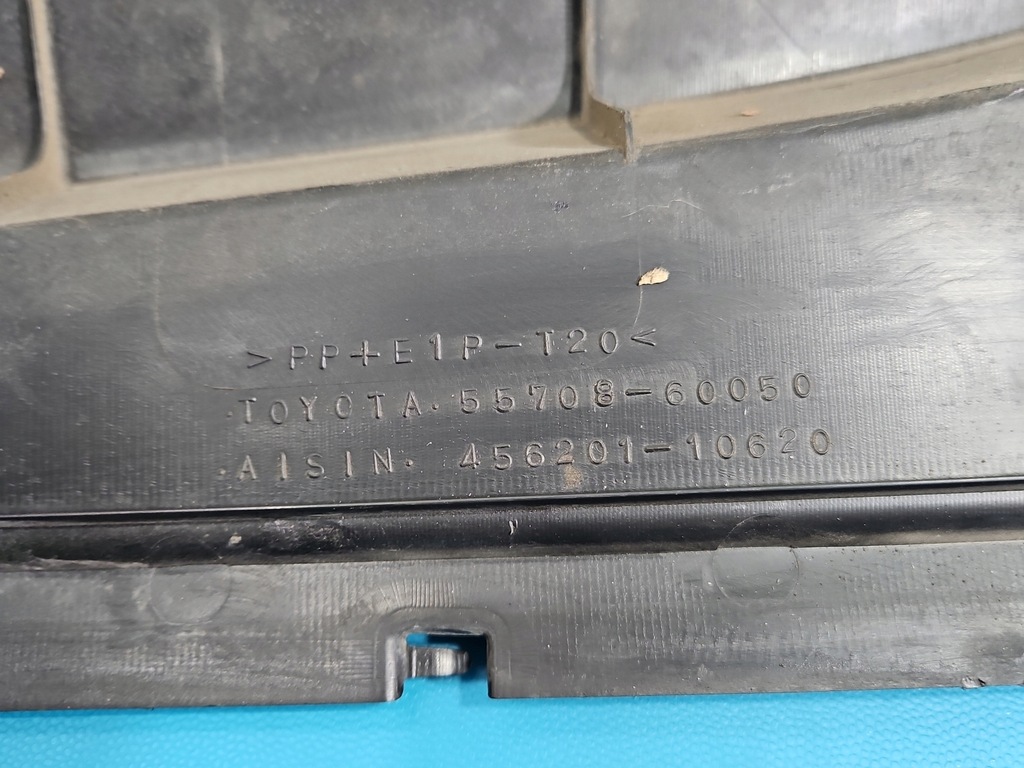 >PP+E1P-T20<
·TOYOTA· 55708-60050
·AISIN· 456201-10620